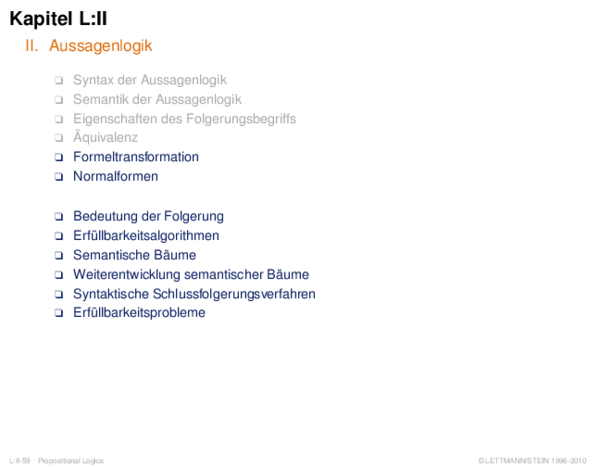 Kapitel L:II
II. Aussagenlogik
❑ Syntax der Aussagenlogik
❑ Semantik der Aussagenlogik
❑ Eigenschaften des Folgerungsbegriffs
❑ Äquivalenz
❑ Formeltransformation
❑ Normalformen
❑ Bedeutung der Folgerung
❑ Erfüllbarkeitsalgorithmen
❑ Semantische Bäume
❑ Weiterentwicklung semantischer Bäume
❑ Syntaktische Schlussfolgerungsverfahren
❑ Erfüllbarkeitsprobleme
L:II-59 Propositional Logics ©LETTMANN/STEIN 1996-2010